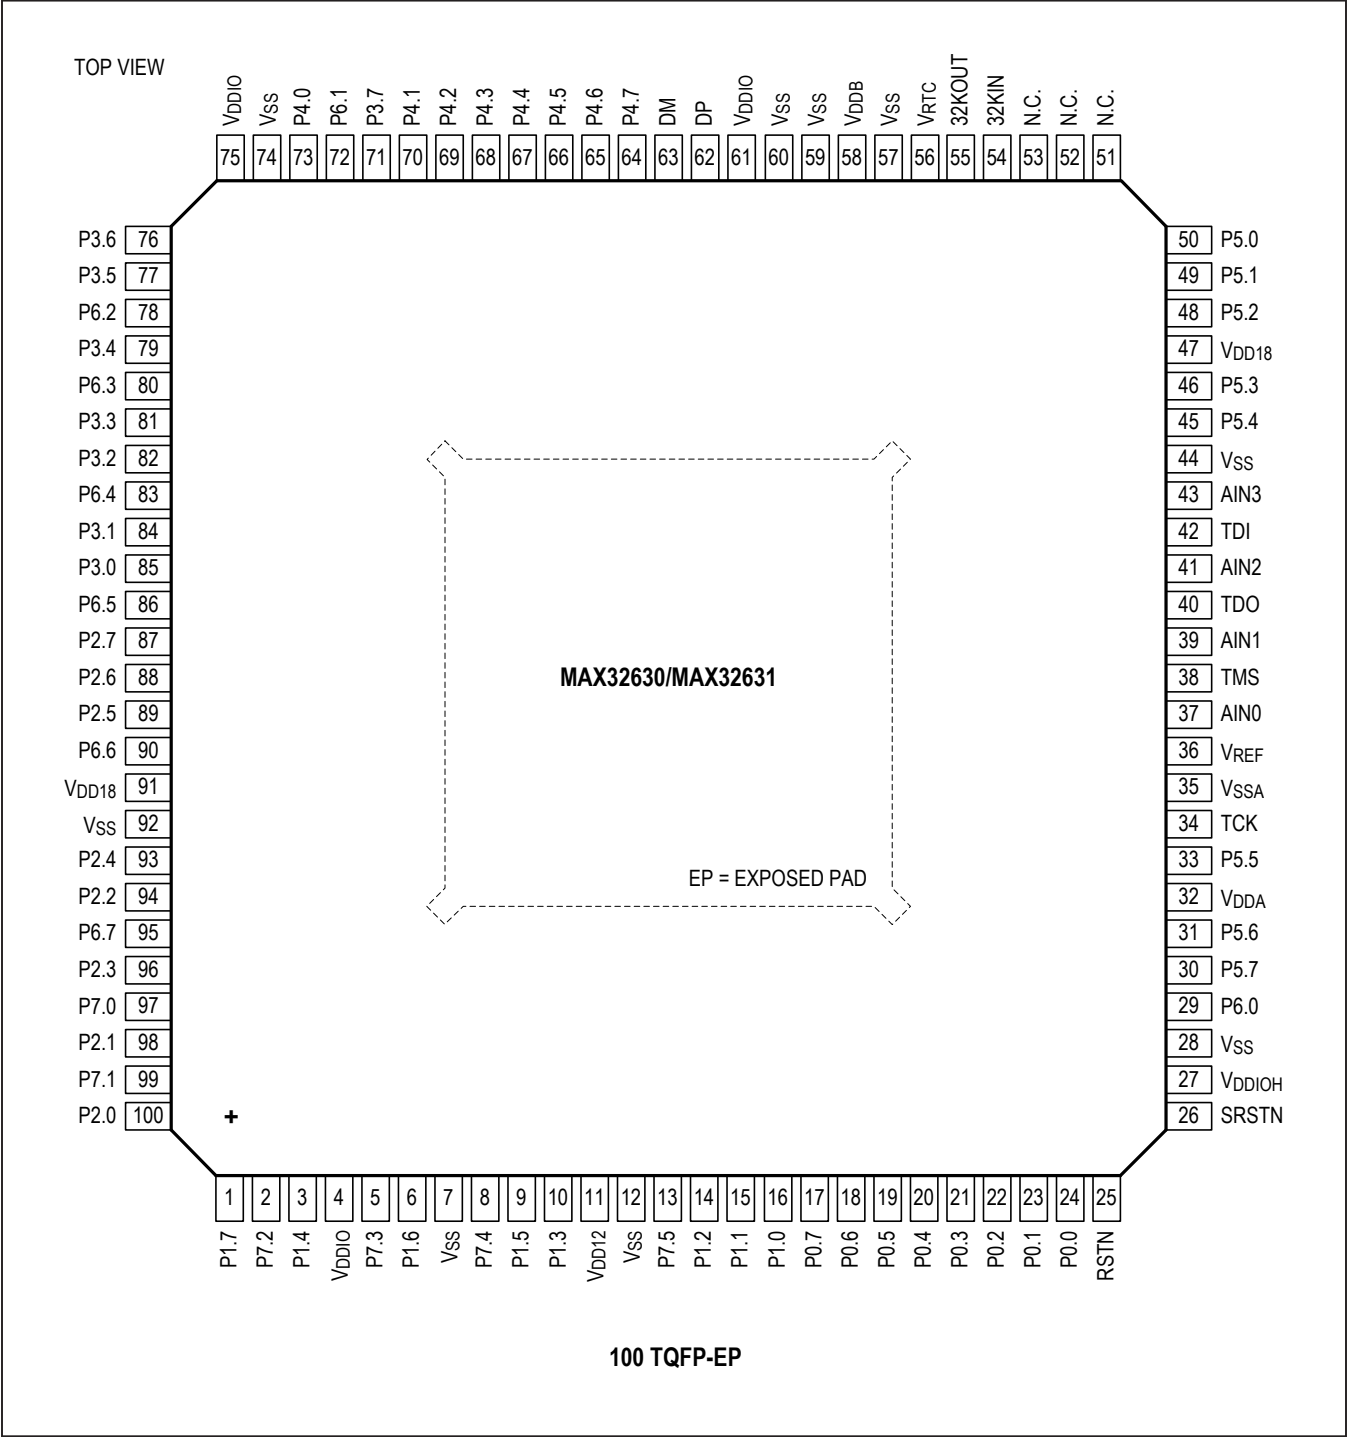 TOP VIEW
VDDIO VSS P4.0 P6.1 P3.7 P4.1 P4.2 P4.3 P4.4 P4.5 P4.6 P4.7 DM DP VDDIO VSS VSS VDDB VSS VRTC 32KOUT 32KIN N.C. N.C. N.C.
75 74 73 72 71 70 69 68 67 66 65 64 63 62 61 60 59 58 57 56 55 54 53 52 51
P3.6 76 50 P5.0
P3.5 77 49 P5.1
P6.2 78 48 P5.2
P3.4 79 47 VDD18
P6.3 80 46 P5.3
P3.3 81 45 P5.4
P3.2 82 44 VSS
P6.4 83 43 AIN3
P3.1 84 42 TDI
P3.0 85 41 AIN2
P6.5 86 40 TDO
P2.7 87 39 AIN1
P2.6 88 MAX32630/MAX32631 38 TMS
P2.5 89 37 AIN0
P6.6 90 36 VREF
VDD18 91 35 VSSA
VSS 92 34 TCK
P2.4 93 33 P5.5
EP = EXPOSED PAD
P2.2 94 32 VDDA
P6.7 95 31 P5.6
P2.3 96 30 P5.7
P7.0 97 29 P6.0
P2.1 98 28 VSS
P7.1 99 27 VDDIOH
P2.0 100 + 26 SRSTN
1 2 3 4 5 6 7 8 9 10 11 12 13 14 15 16 17 18 19 20 21 22 23 24 25
P1.7 P7.2 P1.4 VDDIO P7.3 P1.6 VSS P7.4 P1.5 P1.3 VDD12 VSS P7.5 P1.2 P1.1 P1.0 P0.7 P0.6 P0.5 P0.4 P0.3 P0.2 P0.1 P0.0 RSTN
100 TQFP-EP